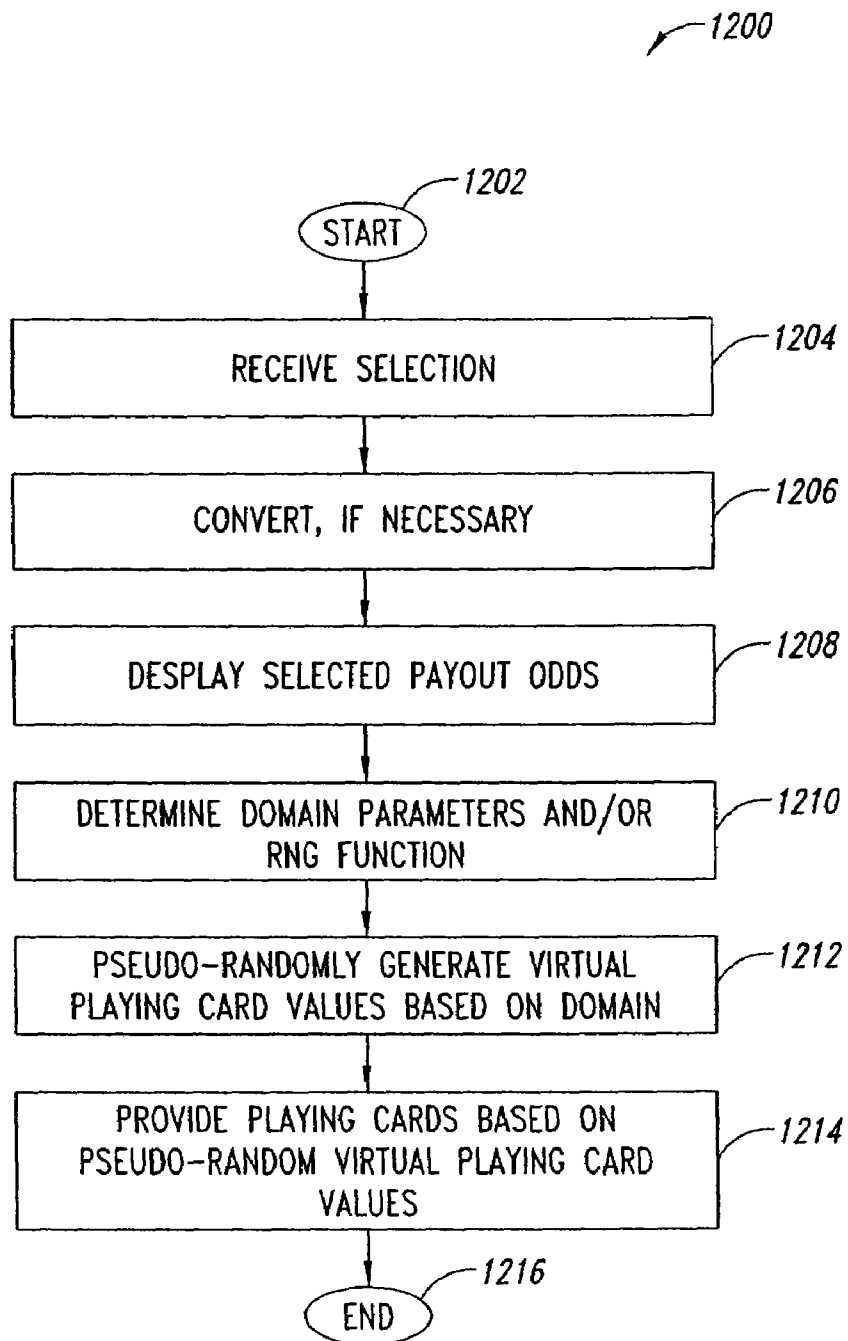 1200
1202
START
1204
RECEIVE SELECTION
1206
CONVERT, IF NECESSARY
1208
DESPLAY SELECTED PAYOUT ODDS
1210
DETERMINE DOMAIN PARAMETERS AND/OR
RNG FUNCTION
1212
PSEUDO-RANDOMLY GENERATE VIRTUAL
PLAYING CARD VALUES BASED ON DOMAIN
1214
PROVIDE PLAYING CARDS BASED ON
PSEUDO-RANDOM VIRTUAL PLAYING CARD
VALUES
1216
END